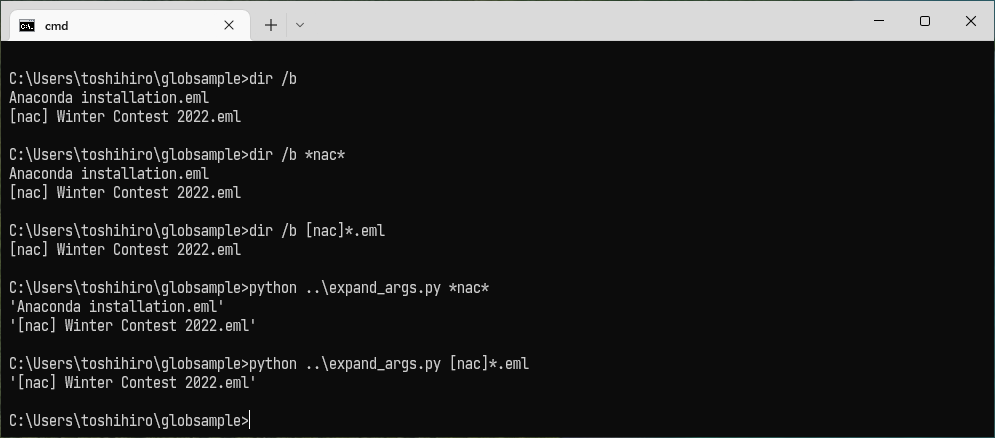 cmd
C:\Users\toshihiro\globsample>dir /b
Anaconda installation.eml
[nac] Winter Contest 2022.eml
C:\Users\toshihiro\globsample>dir /b *nac*
Anaconda installation.eml
[nac] Winter Contest 2022.eml
C:\Users\toshihiro\globsample>dir /b [nac]*.eml
[nac] Winter Contest 2022.eml
C:\Users\toshihiro\globsample>python ..\expand_args.py *nac*
'Anaconda installation.eml'
'[nac] Winter Contest 2022.eml'
C:\Users\toshihiro\globsample>python ..\expand_args.py [nac]*.eml
'[nac] Winter Contest 2022.eml'
C:\Users\toshihiro\globsample>